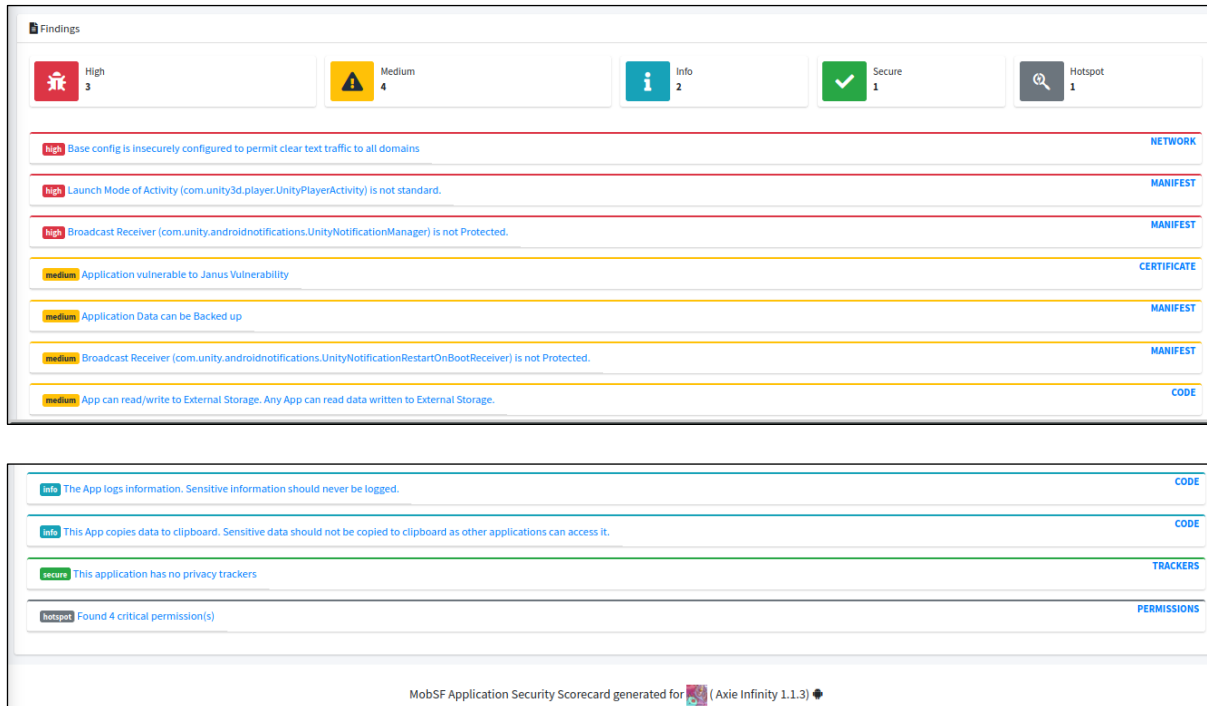 Findings
High
3
Medium
4
Info
2
Secure
1
Hotspot
1
high Base config is insecurely configured to permit clear text traffic to all domains
NETWORK
high Launch Mode of Activity (com.unity3d.player.UnityPlayerActivity) is not standard.
MANIFEST
high Broadcast Receiver (com.unity.androidnotifications.UnityNotificationManager) is not Protected.
MANIFEST
medium Application vulnerable to Janus Vulnerability
CERTIFICATE
medium Application Data can be Backed up
MANIFEST
medium Broadcast Receiver (com.unity.androidnotifications.UnityNotificationRestartOnBootReceiver) is not Protected.
MANIFEST
medium App can read/write to External Storage. Any App can read data written to External Storage.
CODE
info The App logs information. Sensitive information should never be logged.
CODE
info This App copies data to clipboard. Sensitive data should not be copied to clipboard as other applications can access it.
CODE
secure This application has no privacy trackers
TRACKERS
hotspot Found 4 critical permission(s)
PERMISSIONS
MobSF Application Security Scorecard generated for ( Axie Infinity 1.1.3)